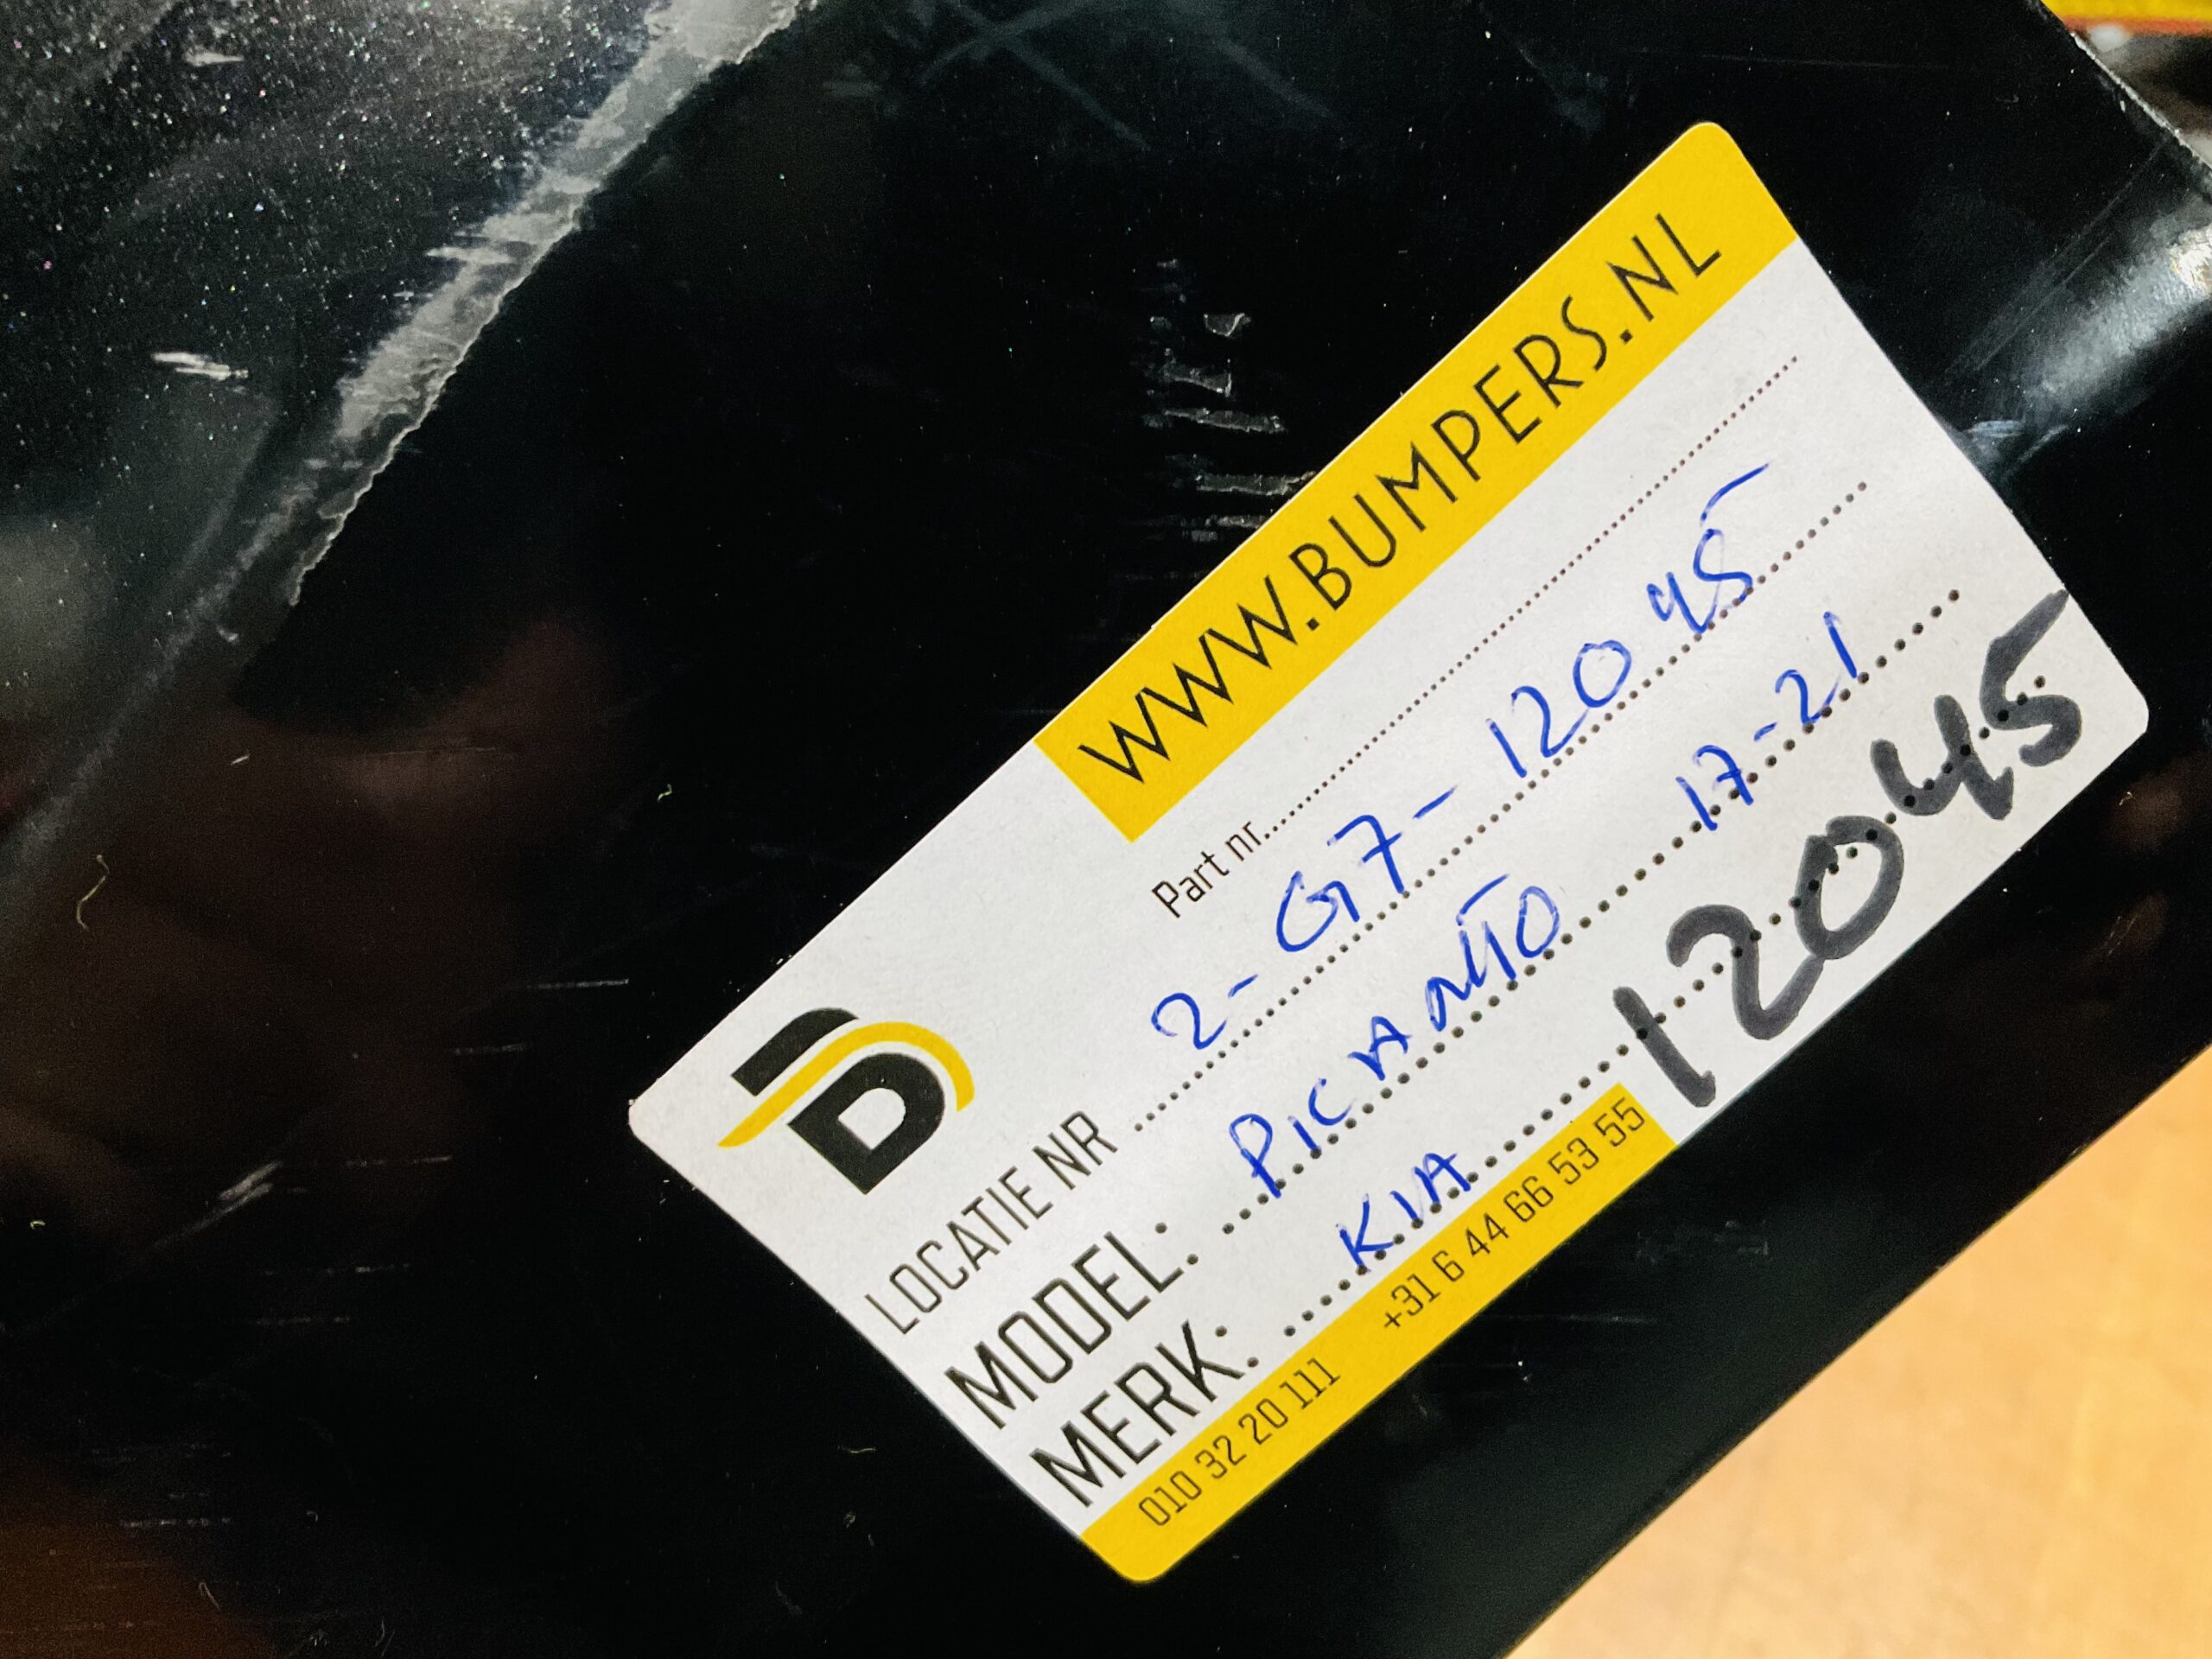 WWW.BUMPERS.NL
Part nr.
LOCATIE NR 2-G7-12045
MODEL: PICANTO 17-21
MERK: KIA
12045
010 32 20 111 +31 6 44 66 53 55